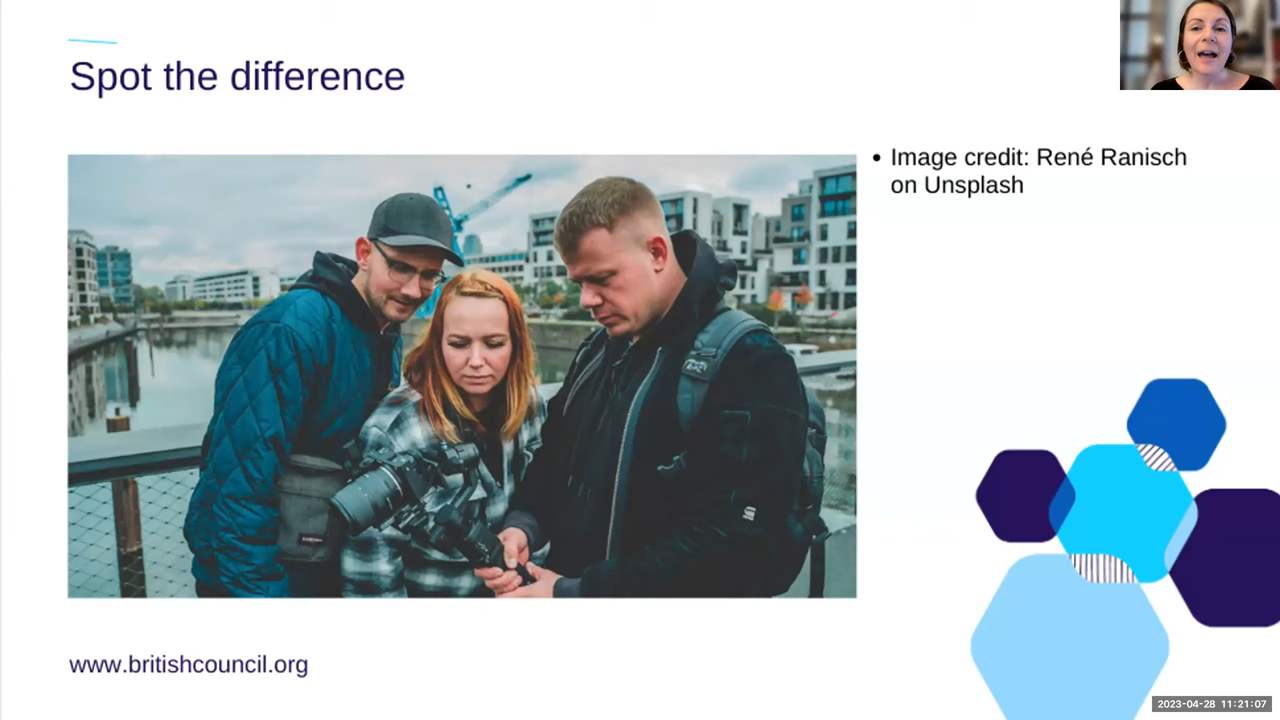 Spot the difference
• Image credit: René Ranisch
on Unsplash
www.britishcouncil.org
2023-04-28 11:21:07